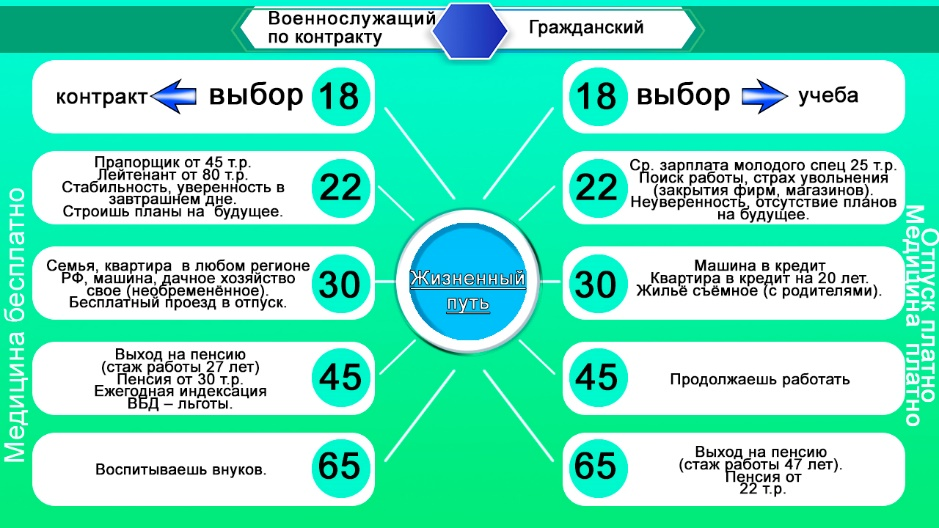 Военнослужащий
по контракту
Гражданский
контракт
выбор
18
18
выбор
учеба
Прапорщик от 45 т.р.
Лейтенант от 80 т.р.
Стабильность, уверенность в
завтрашнем дне.
Строишь планы на будущее.
22
22
Ср. зарплата молодого спец 25 т.р.
Поиск работы, страх увольнения
(закрытия фирм, магазинов).
Неуверенность, отсутствие планов
на будущее.
Семья, квартира в любом регионе
РФ, машина, дачное хозяйство
свое (необременённое).
Бесплатный проезд в отпуск.
30
Жизненный
путь
30
Машина в кредит
Квартира в кредит на 20 лет.
Жильё съёмное (с родителями).
Выход на пенсию
(стаж работы 27 лет)
Пенсия от 30 т.р.
Ежегодная индексация
ВБД – льготы.
45
45
Продолжаешь работать
Воспитываешь внуков.
65
65
Выход на пенсию
(стаж работы 47 лет).
Пенсия от
22 т.р.
Медицина бесплатно
Отпуск платно
Медицина платно